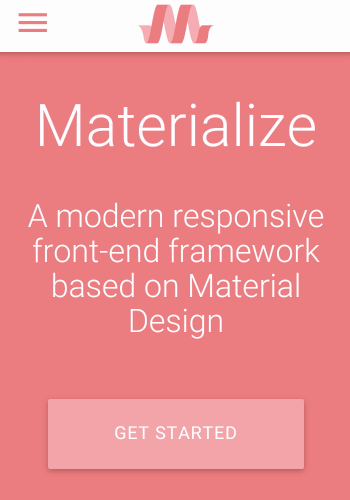 Materialize
A modern responsive
front-end framework
based on Material
Design
GET STARTED